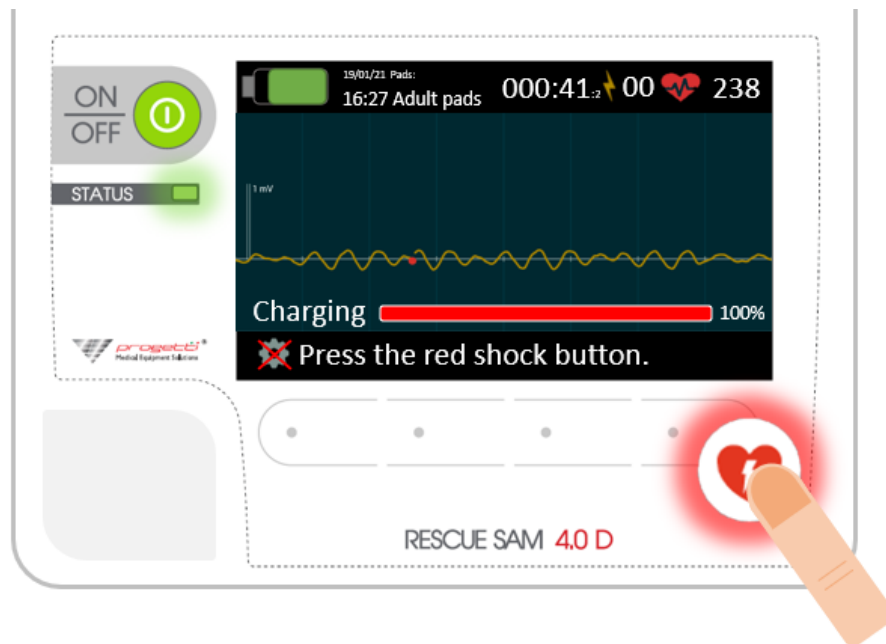 ON
OFF
STATUS
19/01/21 Pads:
16:27 Adult pads
000:41:2
00
238
1 mV
Charging
100%
Press the red shock button.
progetti®
Medical Equipment Solutions
RESCUE SAM 4.0 D